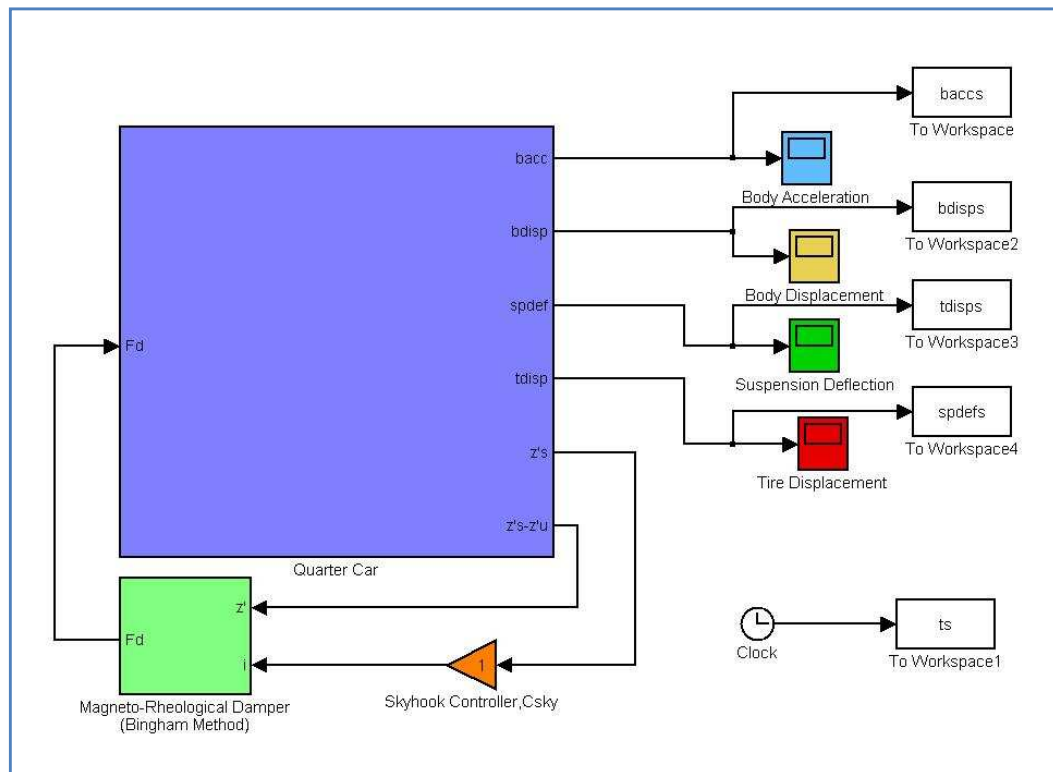 baccs
To Workspace
bacc
Body Acceleration
bdisps
To Workspace2
bdisp
Body Displacement
tdisps
To Workspace3
spdef
Suspension Deflection
Fd
tdisp
spdefs
To Workspace4
Tire Displacement
z's
z's-z'u
Quarter Car
z'
Fd
i
Magneto-Rheological Damper
(Bingham Method)
1
Skyhook Controller,Csky
Clock
ts
To Workspace1